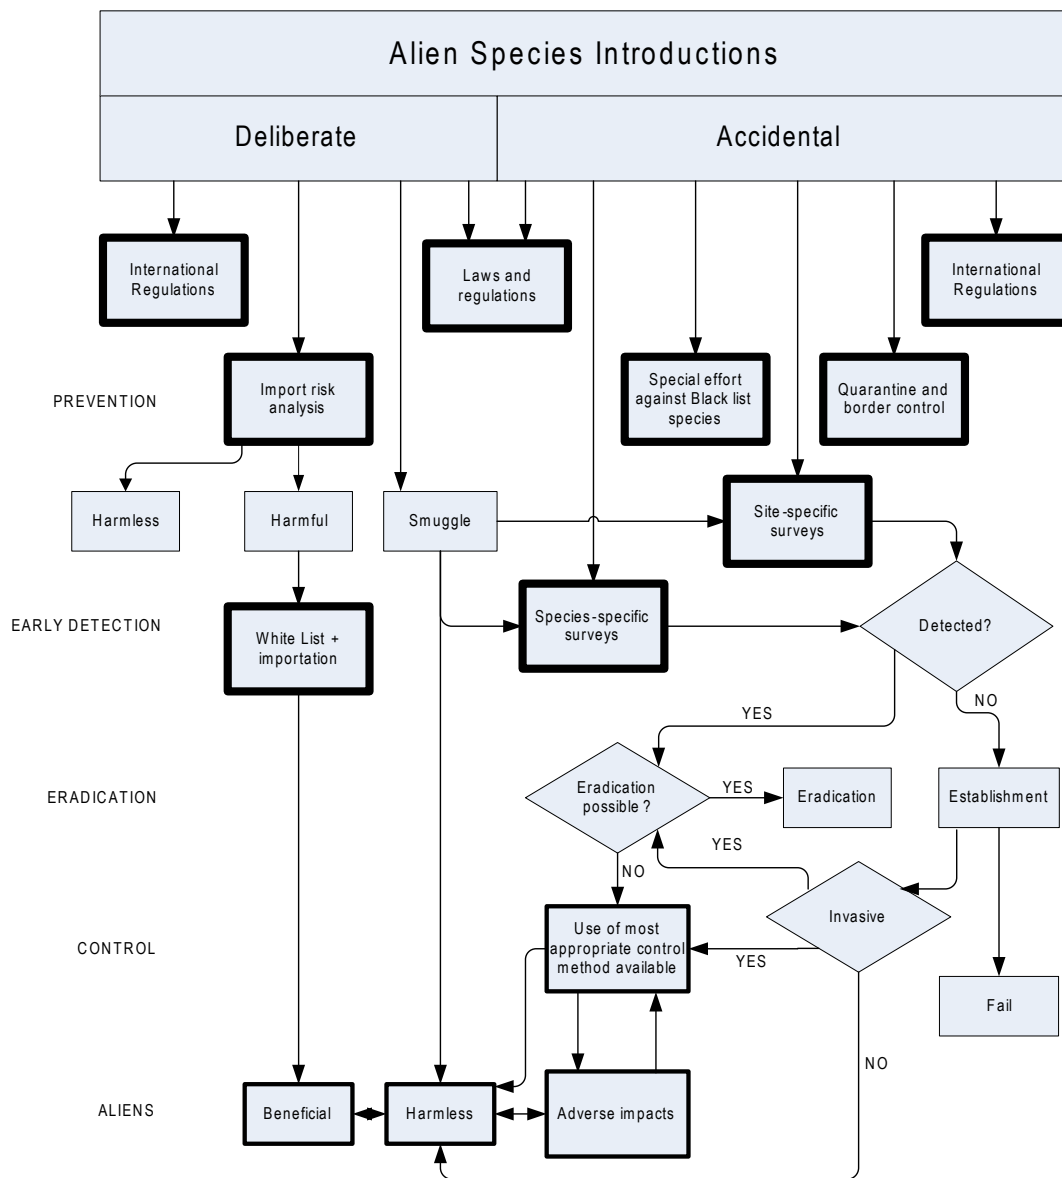 Alien Species Introductions
Deliberate
Accidental
International
Regulations
Laws and
regulations
International
Regulations
PREVENTION
Import risk
analysis
Special effort
against Black list
species
Quarantine and
border control
Harmless
Harmful
Smuggle
Site-specific
surveys
EARLY DETECTION
White List +
importation
Species-specific
surveys
Detected?
YES
NO
ERADICATION
Eradication
possible ?
YES
Eradication
Establishment
YES
NO
CONTROL
Use of most
appropriate control
method available
YES
Invasive
Fail
NO
ALIENS
Beneficial
Harmless
Adverse impacts